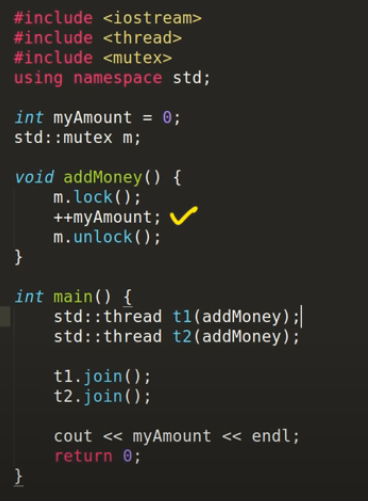 #include <iostream>
#include <thread>
#include <mutex>
using namespace std;
int myAmount = 0;
std::mutex m;
void addMoney() {
    m.lock();
    ++myAmount;
    m.unlock();
}
int main() {
    std::thread t1(addMoney);
    std::thread t2(addMoney);
    t1.join();
    t2.join();
    cout << myAmount << endl;
    return 0;
}